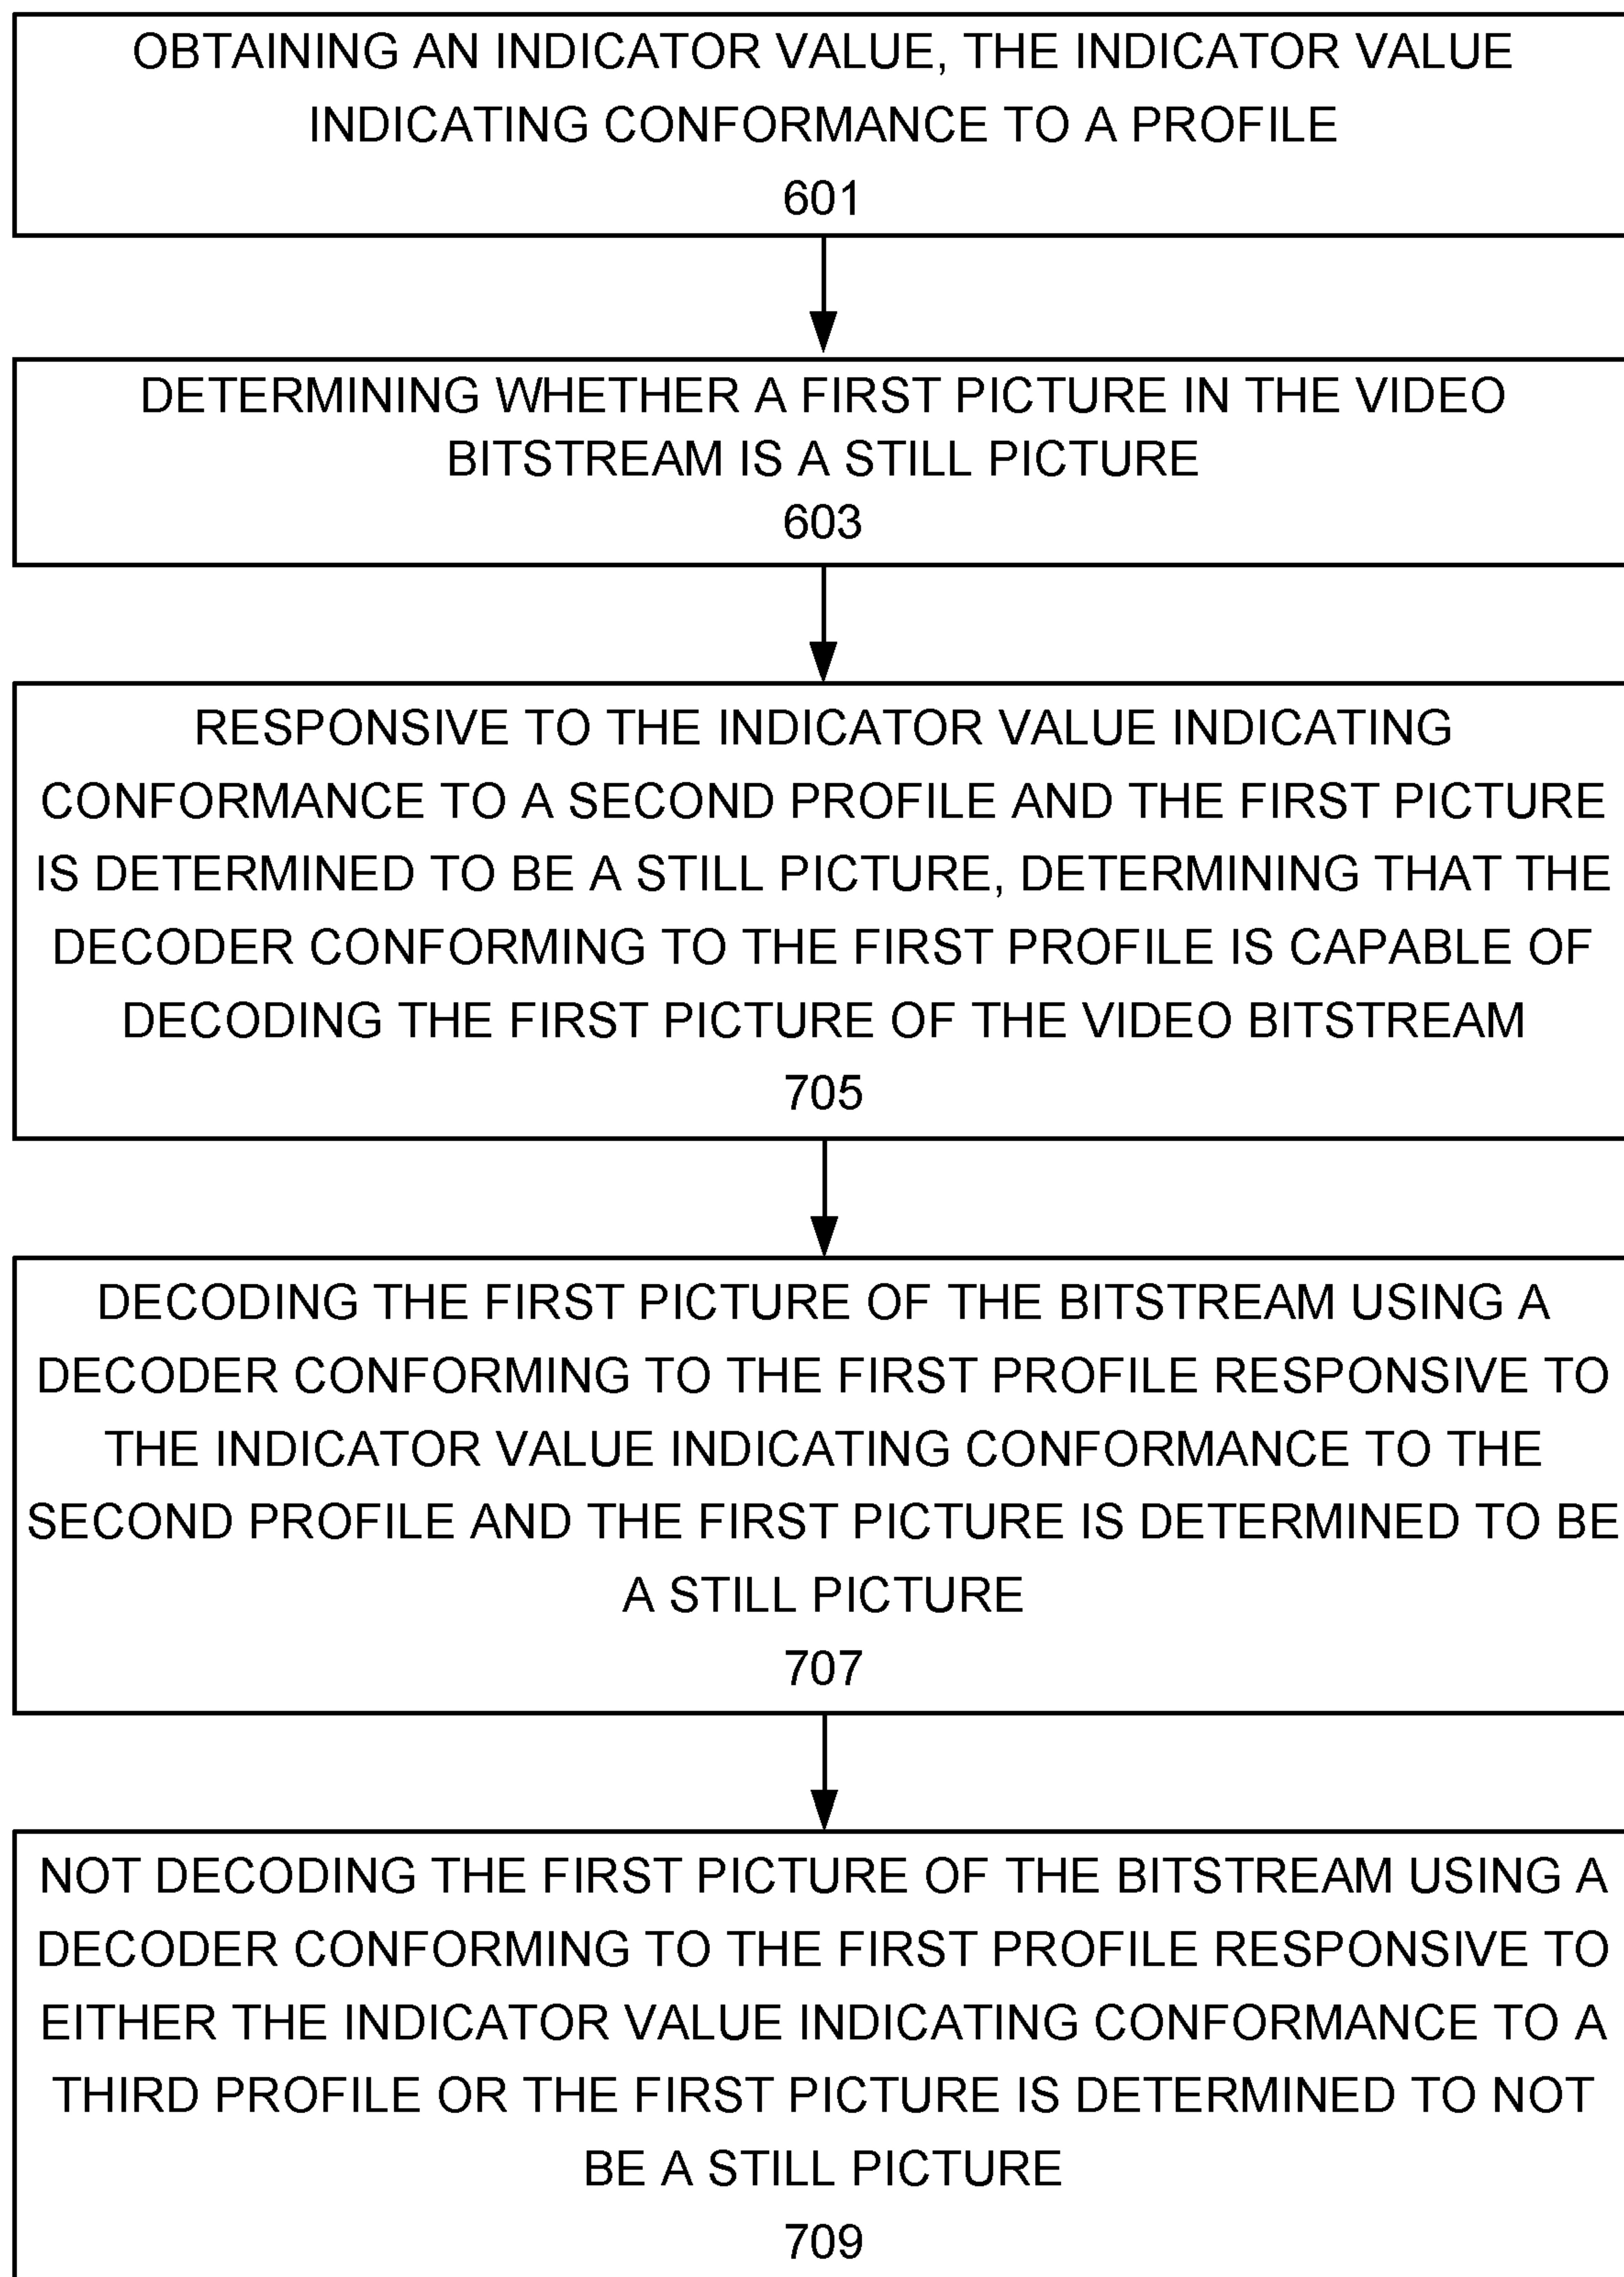 OBTAINING AN INDICATOR VALUE, THE INDICATOR VALUE
INDICATING CONFORMANCE TO A PROFILE
601
DETERMINING WHETHER A FIRST PICTURE IN THE VIDEO
BITSTREAM IS A STILL PICTURE
603
RESPONSIVE TO THE INDICATOR VALUE INDICATING
CONFORMANCE TO A SECOND PROFILE AND THE FIRST PICTURE
IS DETERMINED TO BE A STILL PICTURE, DETERMINING THAT THE
DECODER CONFORMING TO THE FIRST PROFILE IS CAPABLE OF
DECODING THE FIRST PICTURE OF THE VIDEO BITSTREAM
705
DECODING THE FIRST PICTURE OF THE BITSTREAM USING A
DECODER CONFORMING TO THE FIRST PROFILE RESPONSIVE TO
THE INDICATOR VALUE INDICATING CONFORMANCE TO THE
SECOND PROFILE AND THE FIRST PICTURE IS DETERMINED TO BE
A STILL PICTURE
707
NOT DECODING THE FIRST PICTURE OF THE BITSTREAM USING A
DECODER CONFORMING TO THE FIRST PROFILE RESPONSIVE TO
EITHER THE INDICATOR VALUE INDICATING CONFORMANCE TO A
THIRD PROFILE OR THE FIRST PICTURE IS DETERMINED TO NOT
BE A STILL PICTURE
709